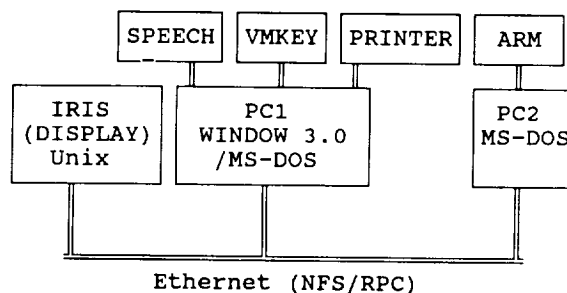 SPEECH
VMKEY
PRINTER
ARM
IRIS
(DISPLAY)
Unix
PC1
WINDOW 3.0
/MS-DOS
PC2
MS-DOS
Ethernet (NFS/RPC)